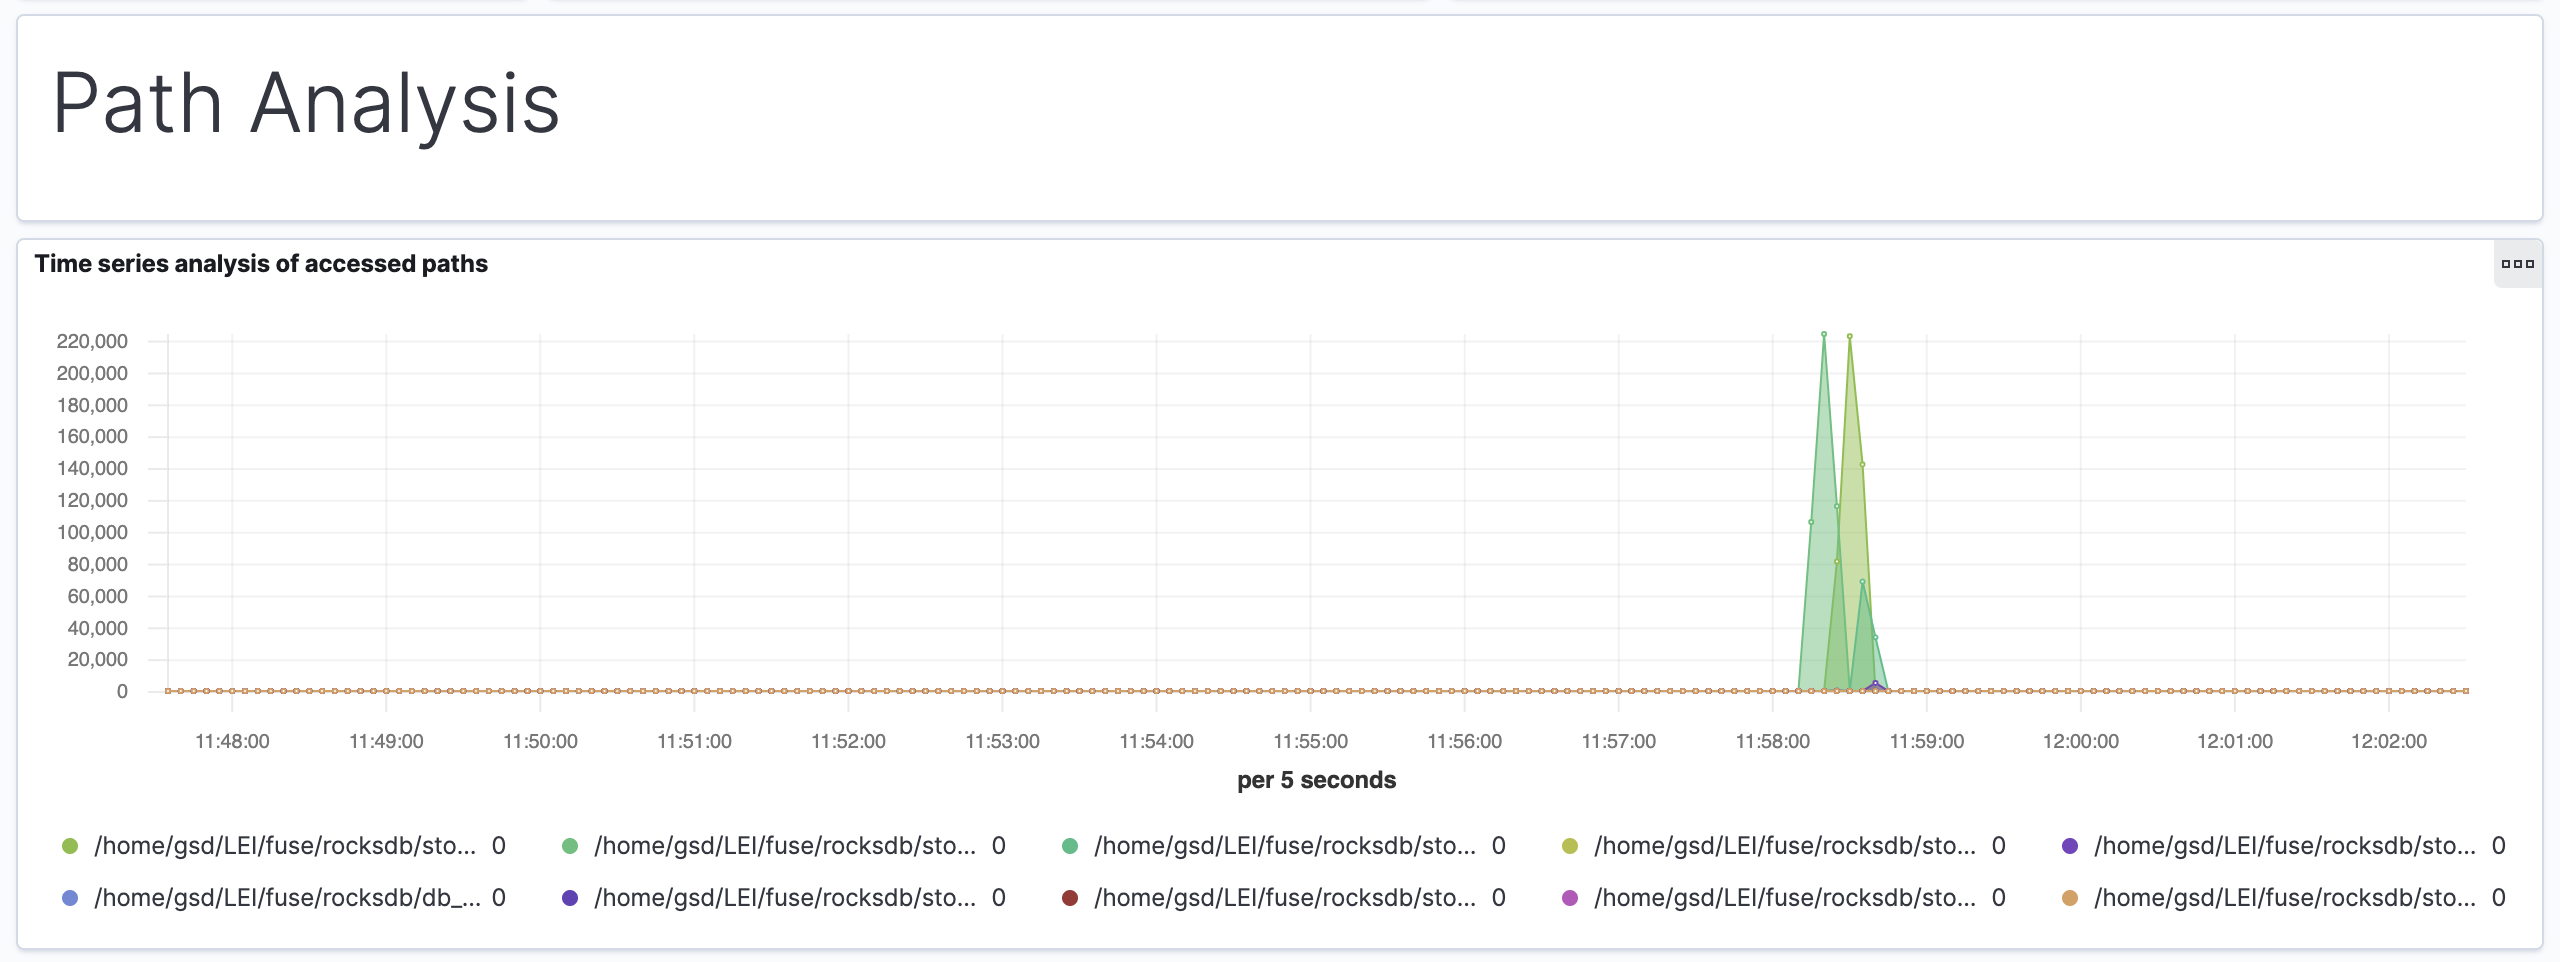 Path Analysis
Time series analysis of accessed paths
220,000
200,000
180,000
160,000
140,000
120,000
100,000
80,000
60,000
40,000
20,000
0
11:48:00 11:49:00 11:50:00 11:51:00 11:52:00 11:53:00 11:54:00 11:55:00 11:56:00 11:57:00 11:58:00 11:59:00 12:00:00 12:01:00 12:02:00
per 5 seconds
/home/gsd/LEI/fuse/rocksdb/sto... 0 /home/gsd/LEI/fuse/rocksdb/sto... 0 /home/gsd/LEI/fuse/rocksdb/sto... 0 /home/gsd/LEI/fuse/rocksdb/sto... 0 /home/gsd/LEI/fuse/rocksdb/sto... 0
/home/gsd/LEI/fuse/rocksdb/db_... 0 /home/gsd/LEI/fuse/rocksdb/sto... 0 /home/gsd/LEI/fuse/rocksdb/sto... 0 /home/gsd/LEI/fuse/rocksdb/sto... 0 /home/gsd/LEI/fuse/rocksdb/sto... 0